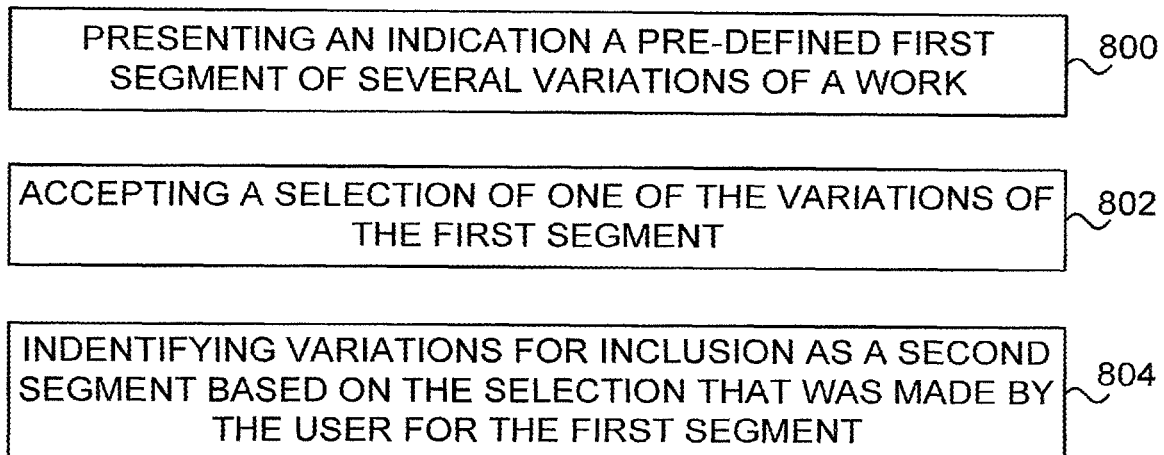 PRESENTING AN INDICATION A PRE-DEFINED FIRST
SEGMENT OF SEVERAL VARIATIONS OF A WORK
800
ACCEPTING A SELECTION OF ONE OF THE VARIATIONS OF
THE FIRST SEGMENT
802
INDENTIFYING VARIATIONS FOR INCLUSION AS A SECOND
SEGMENT BASED ON THE SELECTION THAT WAS MADE BY
THE USER FOR THE FIRST SEGMENT
804